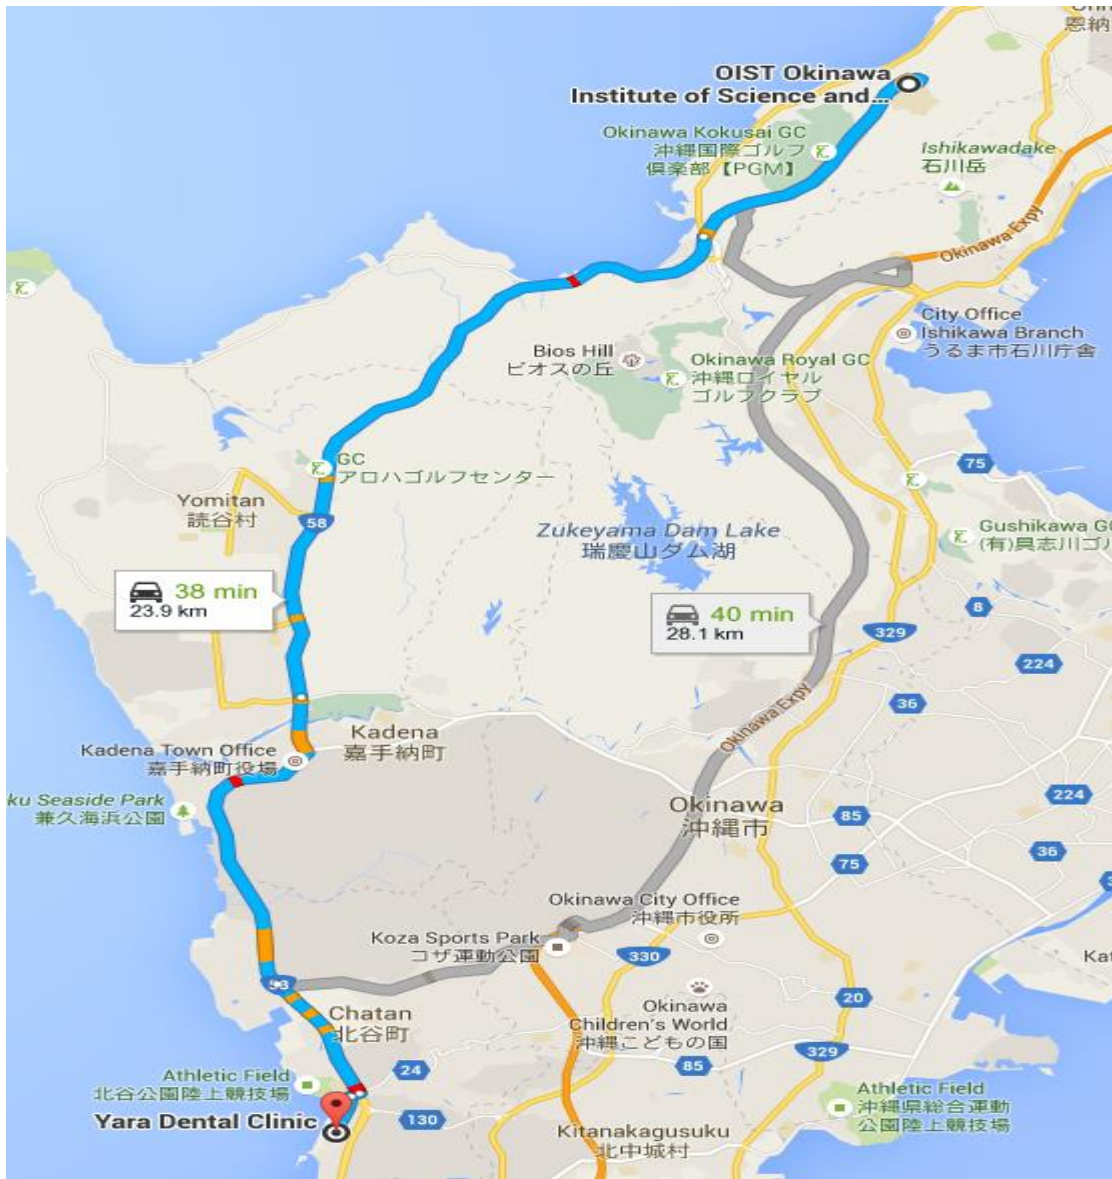 恩納
OIST Okinawa
Institute of Science and...
Okinawa Kokusai GC
沖縄国際ゴルフ
倶楽部【PGM】
Ishikawadake
石川岳
Okinawa Expy
City Office
Ishikawa Branch
うるま市石川庁舎
Bios Hill
ビオスの丘
Okinawa Royal GC
沖縄ロイヤル
ゴルフクラブ
GC
アロハゴルフセンター
75
Yomitan
読谷村
58
Zukeyama Dam Lake
瑞慶山ダム湖
Gushikawa G
(有)具志川ゴル
38 min
23.9 km
40 min
28.1 km
8
329
224
36
Okinawa Expy
Kadena
嘉手納町
Kadena Town Office
嘉手納町役場
ku Seaside Park
兼久海浜公園
Okinawa
沖縄市
224
85
36
75
Okinawa City Office
沖縄市役所
Koza Sports Park
コザ運動公園
330
Kat
58
20
Okinawa
Children's World
沖縄こどもの国
Chatan
北谷町
329
85
24
Athletic Field
北谷公園陸上競技場
Athletic Field
沖縄県総合運動
公園陸上競技場
130
Yara Dental Clinic
Kitanakagusuku
北中城村